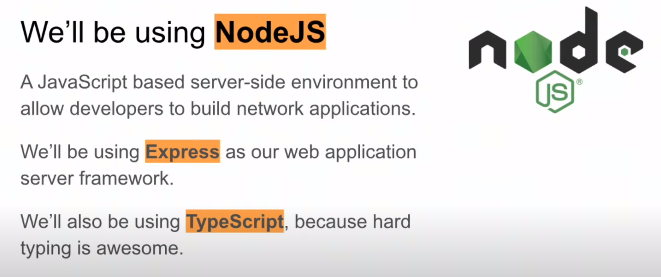 We'll be using NodeJS
node
JS®
A JavaScript based server-side environment to
allow developers to build network applications.
We'll be using Express as our web application
server framework.
We'll also be using TypeScript, because hard
typing is awesome.